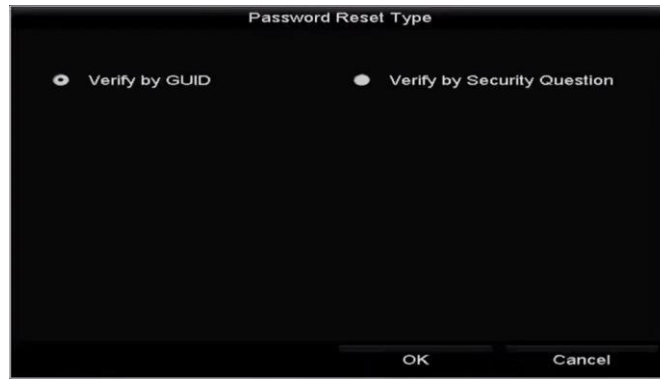 Password Reset Type
Verify by GUID
Verify by Security Question
OK
Cancel